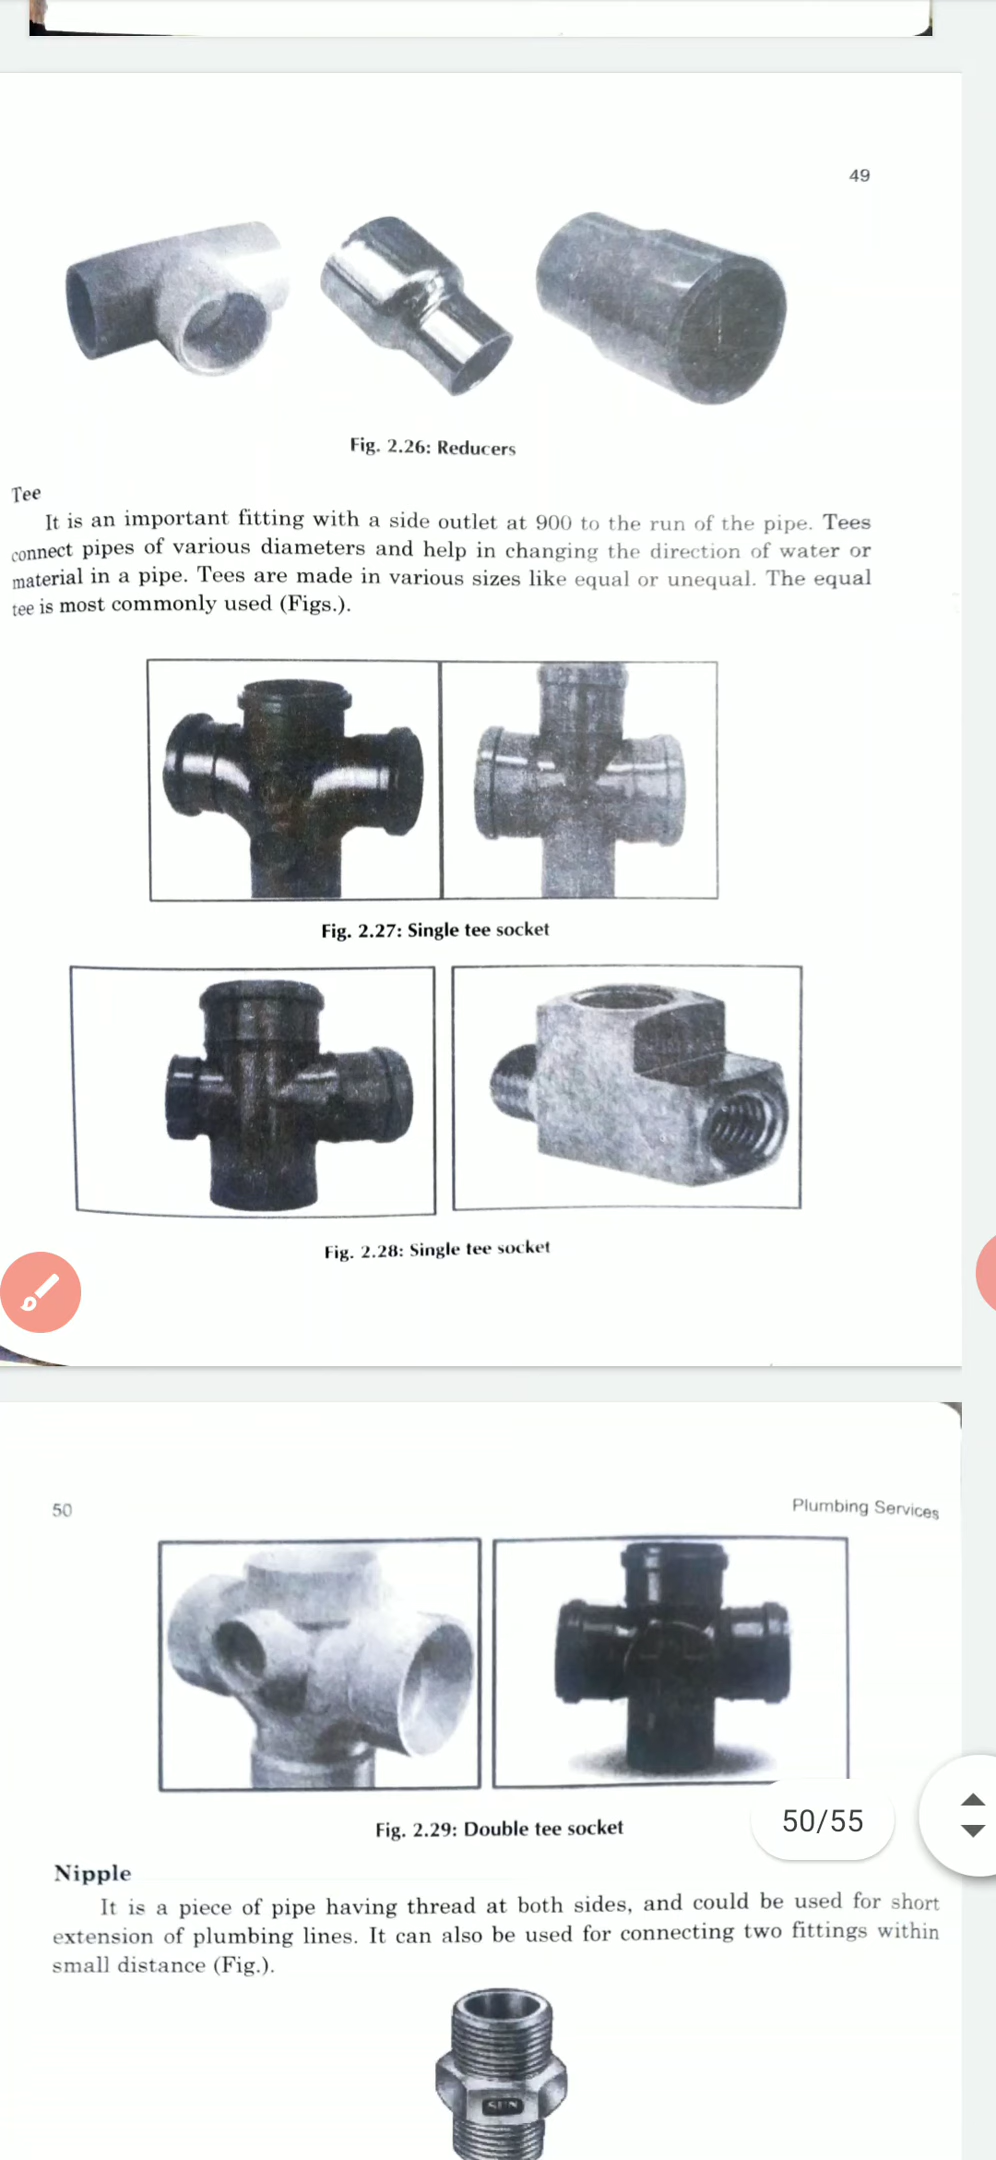 49
Fig. 2.26: Reducers
Tee
It is an important fitting with a side outlet at 900 to the run of the pipe. Tees
connect pipes of various diameters and help in changing the direction of water or
material in a pipe. Tees are made in various sizes like equal or unequal. The equal
tee is most commonly used (Figs.).
Fig. 2.27: Single tee socket
Fig. 2.28: Single tee socket
50
Plumbing Services
Fig. 2.29: Double tee socket
50/55
Nipple
It is a piece of pipe having thread at both sides, and could be used for short
extension of plumbing lines. It can also be used for connecting two fittings within
small distance (Fig.).
SUN